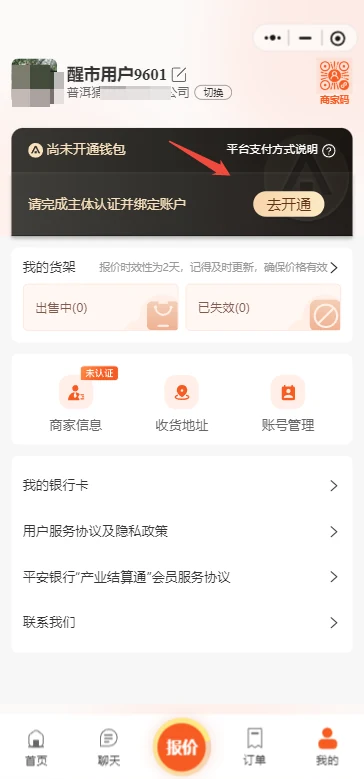 醒市用户9601
普洱
公司
切换
商家码
尚未开通钱包
平台支付方式说明
请完成主体认证并绑定账户
去开通
我的货架
报价时效性为2天，记得及时更新，确保价格有效
出售中(0)
已失效(0)
未认证
商家信息
收货地址
账号管理
我的银行卡
用户服务协议及隐私政策
平安银行“产业结算通”会员服务协议
联系我们
首页
聊天
报价
订单
我的